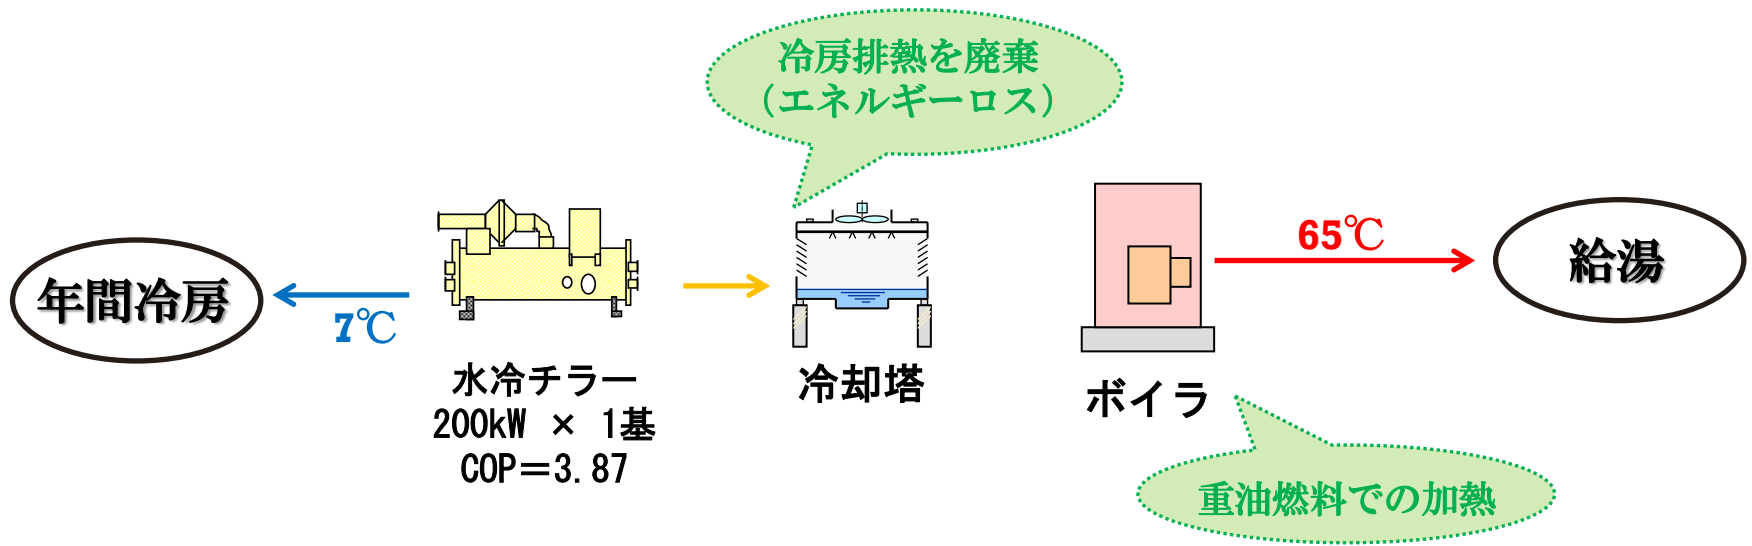 冷房排熱を廃棄
（エネルギーロス）
年間冷房
7℃
65℃
給湯
水冷チラー
200kW × 1基
COP＝3.87
冷却塔
ボイラ
重油燃料での加熱